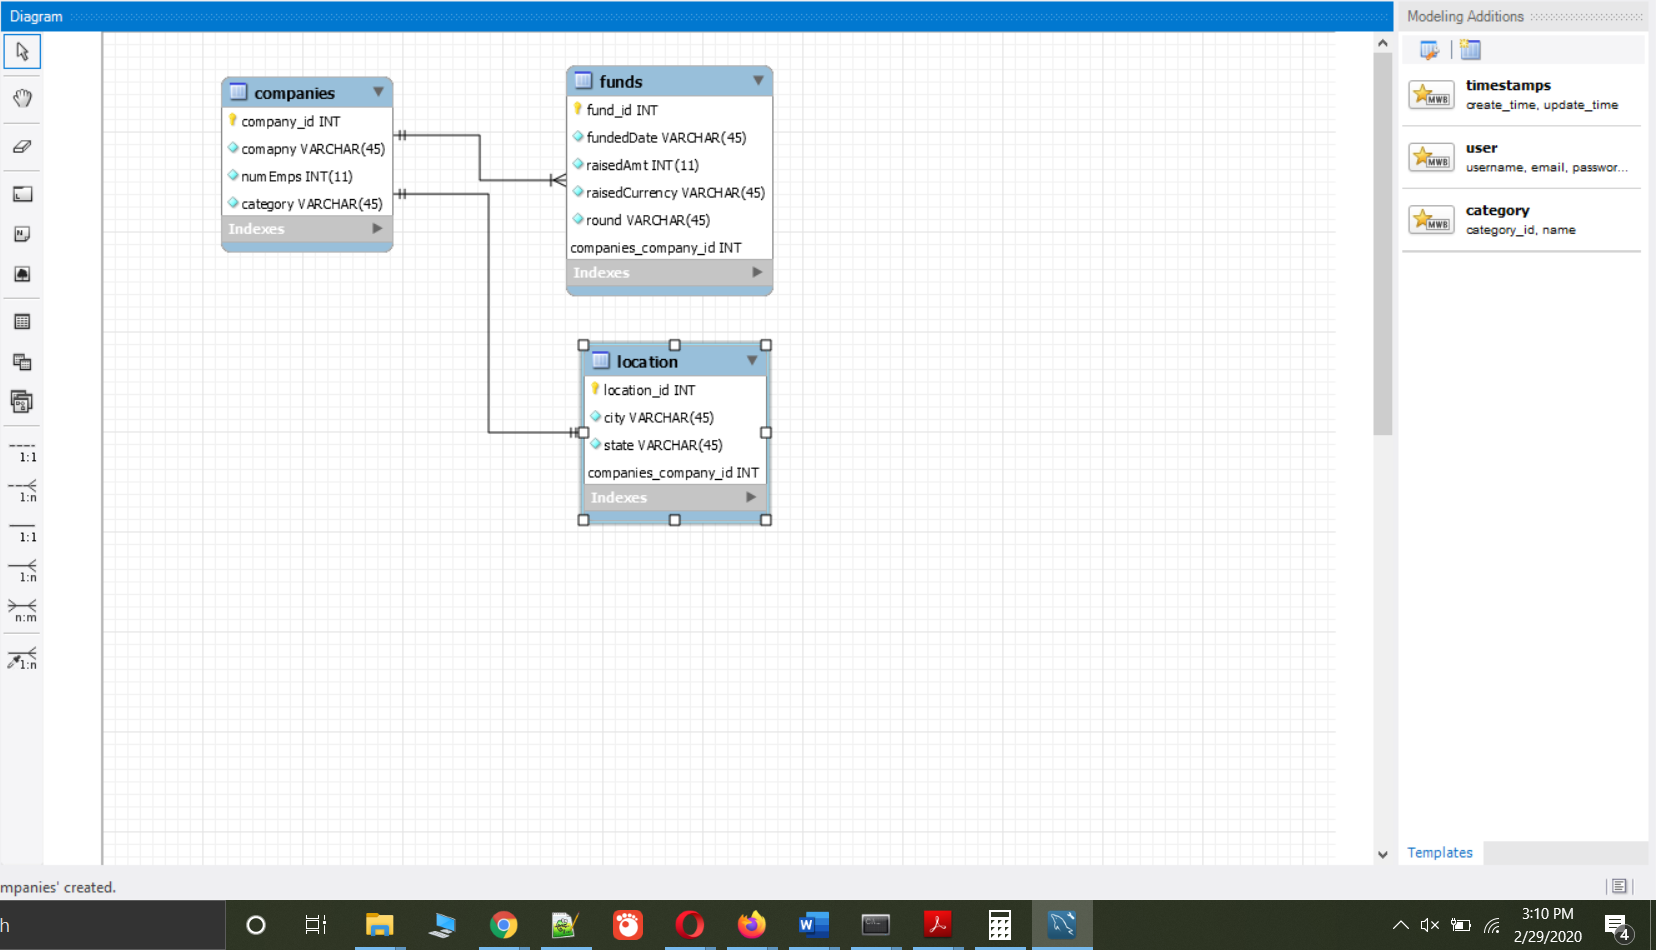 Diagram
Modeling Additions
companies
company_id INT
comapny VARCHAR(45)
numEmps INT(11)
category VARCHAR(45)
Indexes
funds
fund_id INT
fundedDate VARCHAR(45)
raisedAmt INT(11)
raisedCurrency VARCHAR(45)
round VARCHAR(45)
companies_company_id INT
Indexes
location
location_id INT
city VARCHAR(45)
state VARCHAR(45)
companies_company_id INT
Indexes
1:1
1:n
1:1
1:n
n:m
1:n
MWB
timestamps
create_time, update_time
MWB
user
username, email, passwor...
MWB
category
category_id, name
Templates
mpanies' created.
h
3:10 PM
2/29/2020
4